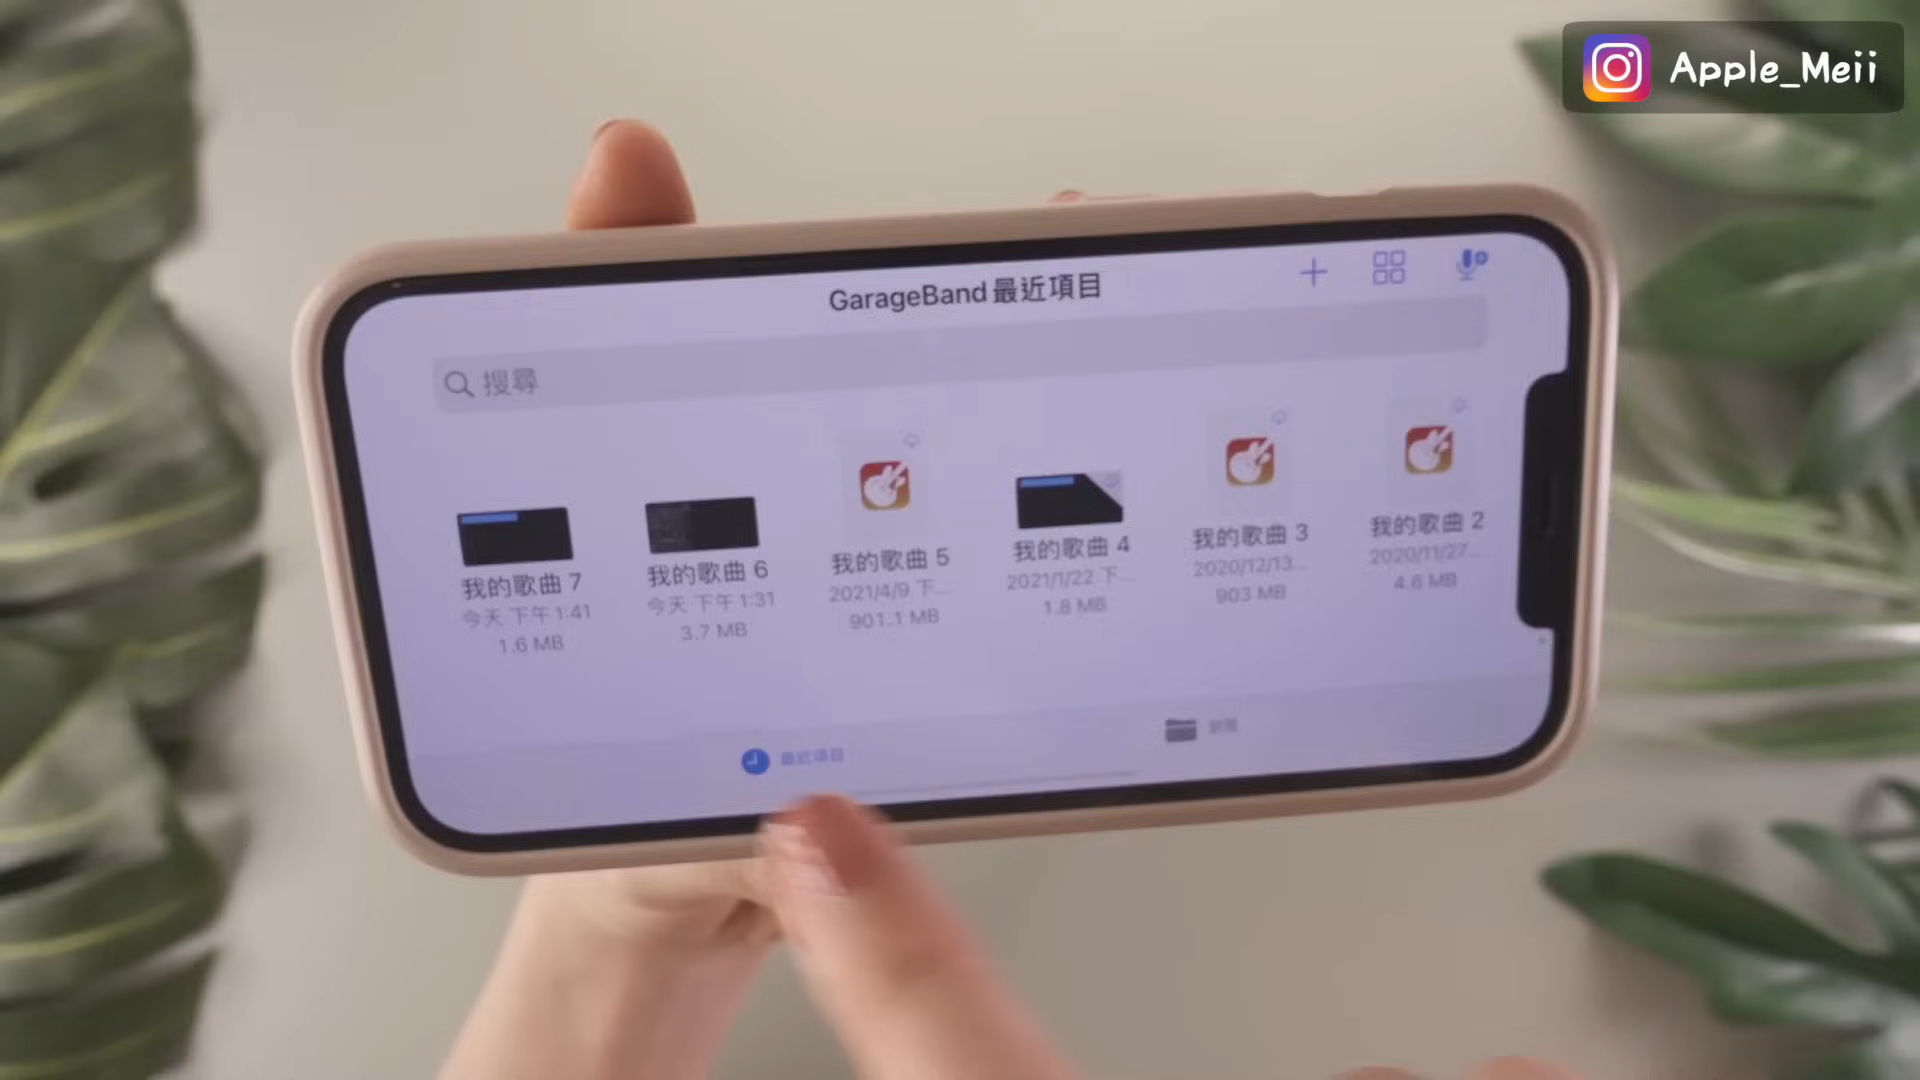 Apple_Meii
GarageBand 最近項目
搜尋
我的歌曲 7
今天 下午 1:41
1.6 MB
我的歌曲 6
今天 下午 1:31
3.7 MB
我的歌曲 5
2021/4/9 下...
901.1 MB
我的歌曲 4
2021/1/22 下...
1.8 MB
我的歌曲 3
2020/12/13...
903 MB
我的歌曲 2
2020/11/27...
4.6 MB
最近項目